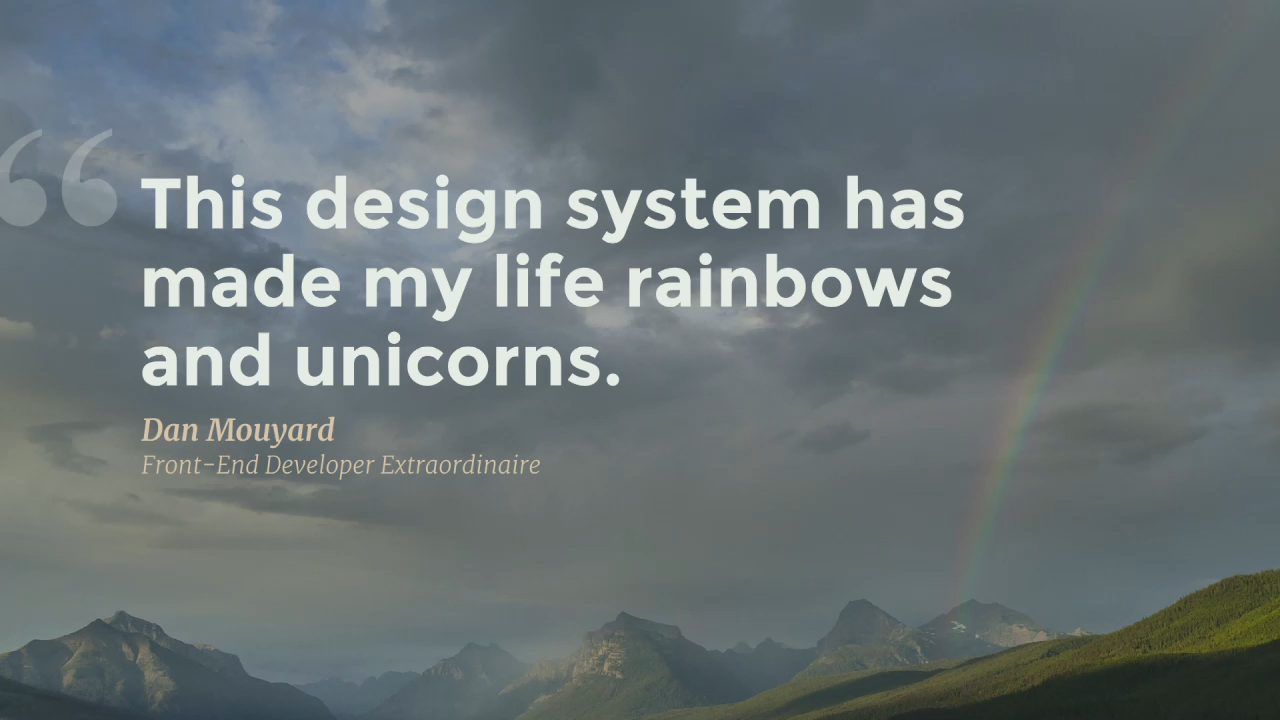 “
This design system has
made my life rainbows
and unicorns.
Dan Mouyard
Front-End Developer Extraordinaire